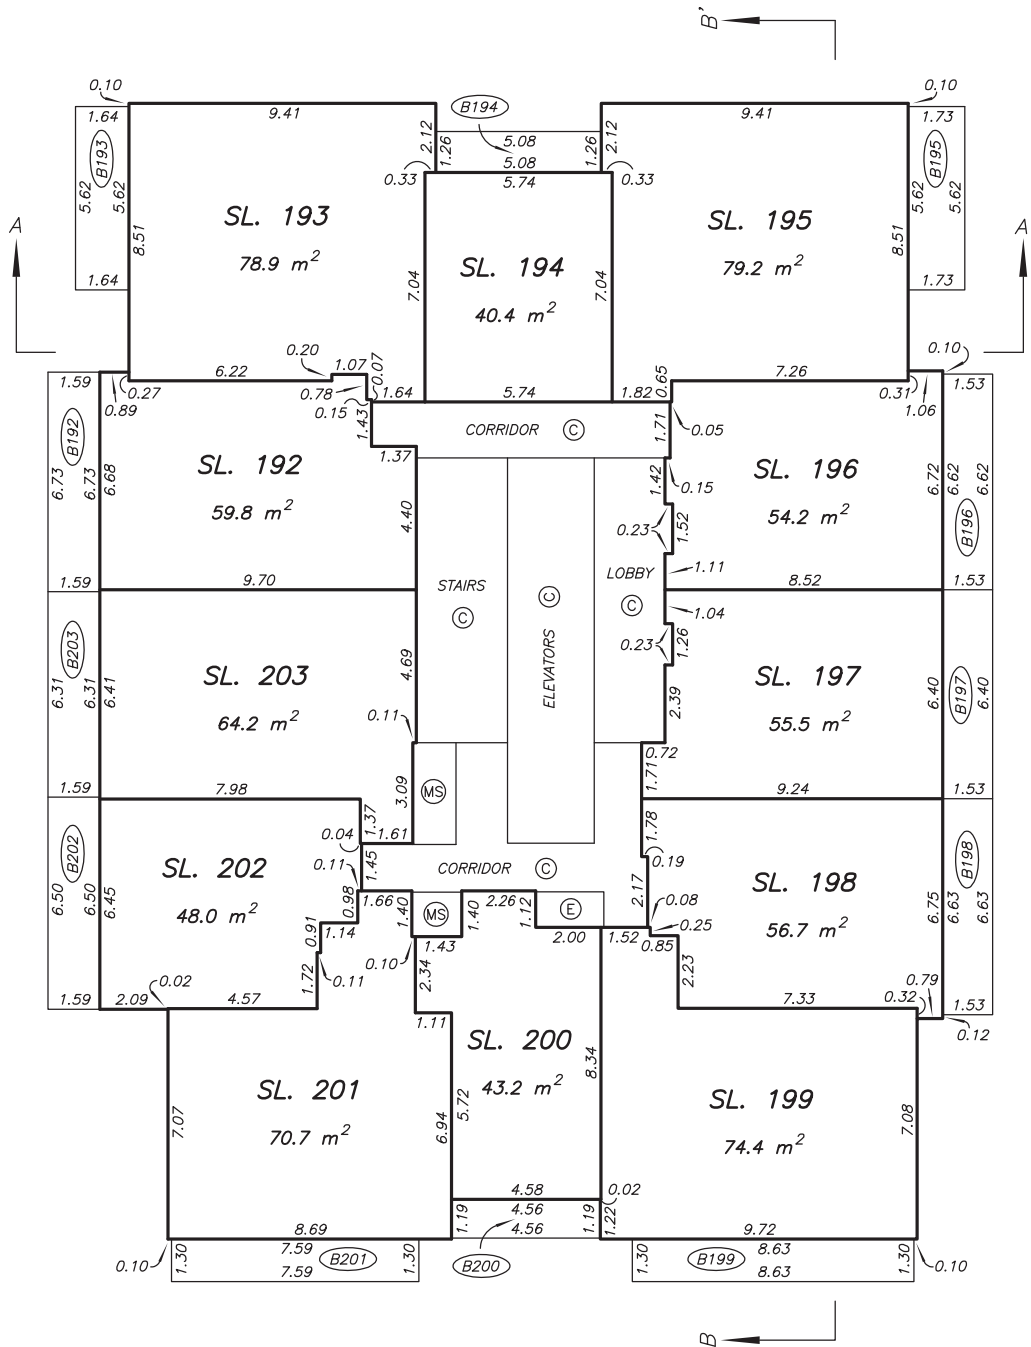 B'
0.10
9.41
B194
9.41
0.10
1.64
2.12
1.26
5.08
1.26
2.12
1.73
B193
5.08
B195
0.33
5.74
0.33
5.62
5.62
5.62
5.62
SL. 193
SL. 195
A
8.51
8.51
A
78.9 m²
SL. 194
79.2 m²
7.04
7.04
1.64
40.4 m²
1.73
0.20
1.07
0.07
0.10
1.59
6.22
0.65
7.26
1.53
0.27
0.78
1.64
5.74
1.82
0.31
0.89
0.15
1.06
B192
1.43
CORRIDOR
C
1.71
0.05
1.37
SL. 192
SL. 196
6.73
6.73
6.68
1.42
0.15
6.72
6.62
6.62
59.8 m²
4.40
54.2 m²
B196
0.23
1.52
STAIRS
LOBBY
1.11
1.59
9.70
8.52
1.53
C
C
C
1.04
B203
0.23
1.26
ELEVATORS
SL. 203
SL. 197
6.31
6.31
6.41
4.69
2.39
6.40
B197
6.40
64.2 m²
0.11
55.5 m²
0.72
1.71
1.59
7.98
3.09
MS
9.24
1.53
1.37
1.78
0.04
1.61
B202
0.11
1.45
CORRIDOR
C
0.19
B198
SL. 202
SL. 198
6.50
6.50
6.45
0.98
1.66
1.40
MS
1.40
2.26
1.12
E
2.17
0.08
6.75
6.63
6.63
48.0 m²
0.91
1.14
1.43
2.00
1.52
0.25
56.7 m²
0.85
0.10
0.02
1.72
0.11
2.34
2.23
0.79
1.59
2.09
4.57
7.33
0.32
1.53
1.11
0.12
SL. 200
SL. 201
43.2 m²
8.34
SL. 199
7.07
5.72
7.08
70.7 m²
6.94
74.4 m²
4.58
0.02
1.19
4.56
1.19
1.22
8.69
4.56
9.72
0.10
1.30
7.59
B201
1.30
B200
1.30
B199
8.63
1.30
0.10
7.59
8.63
B